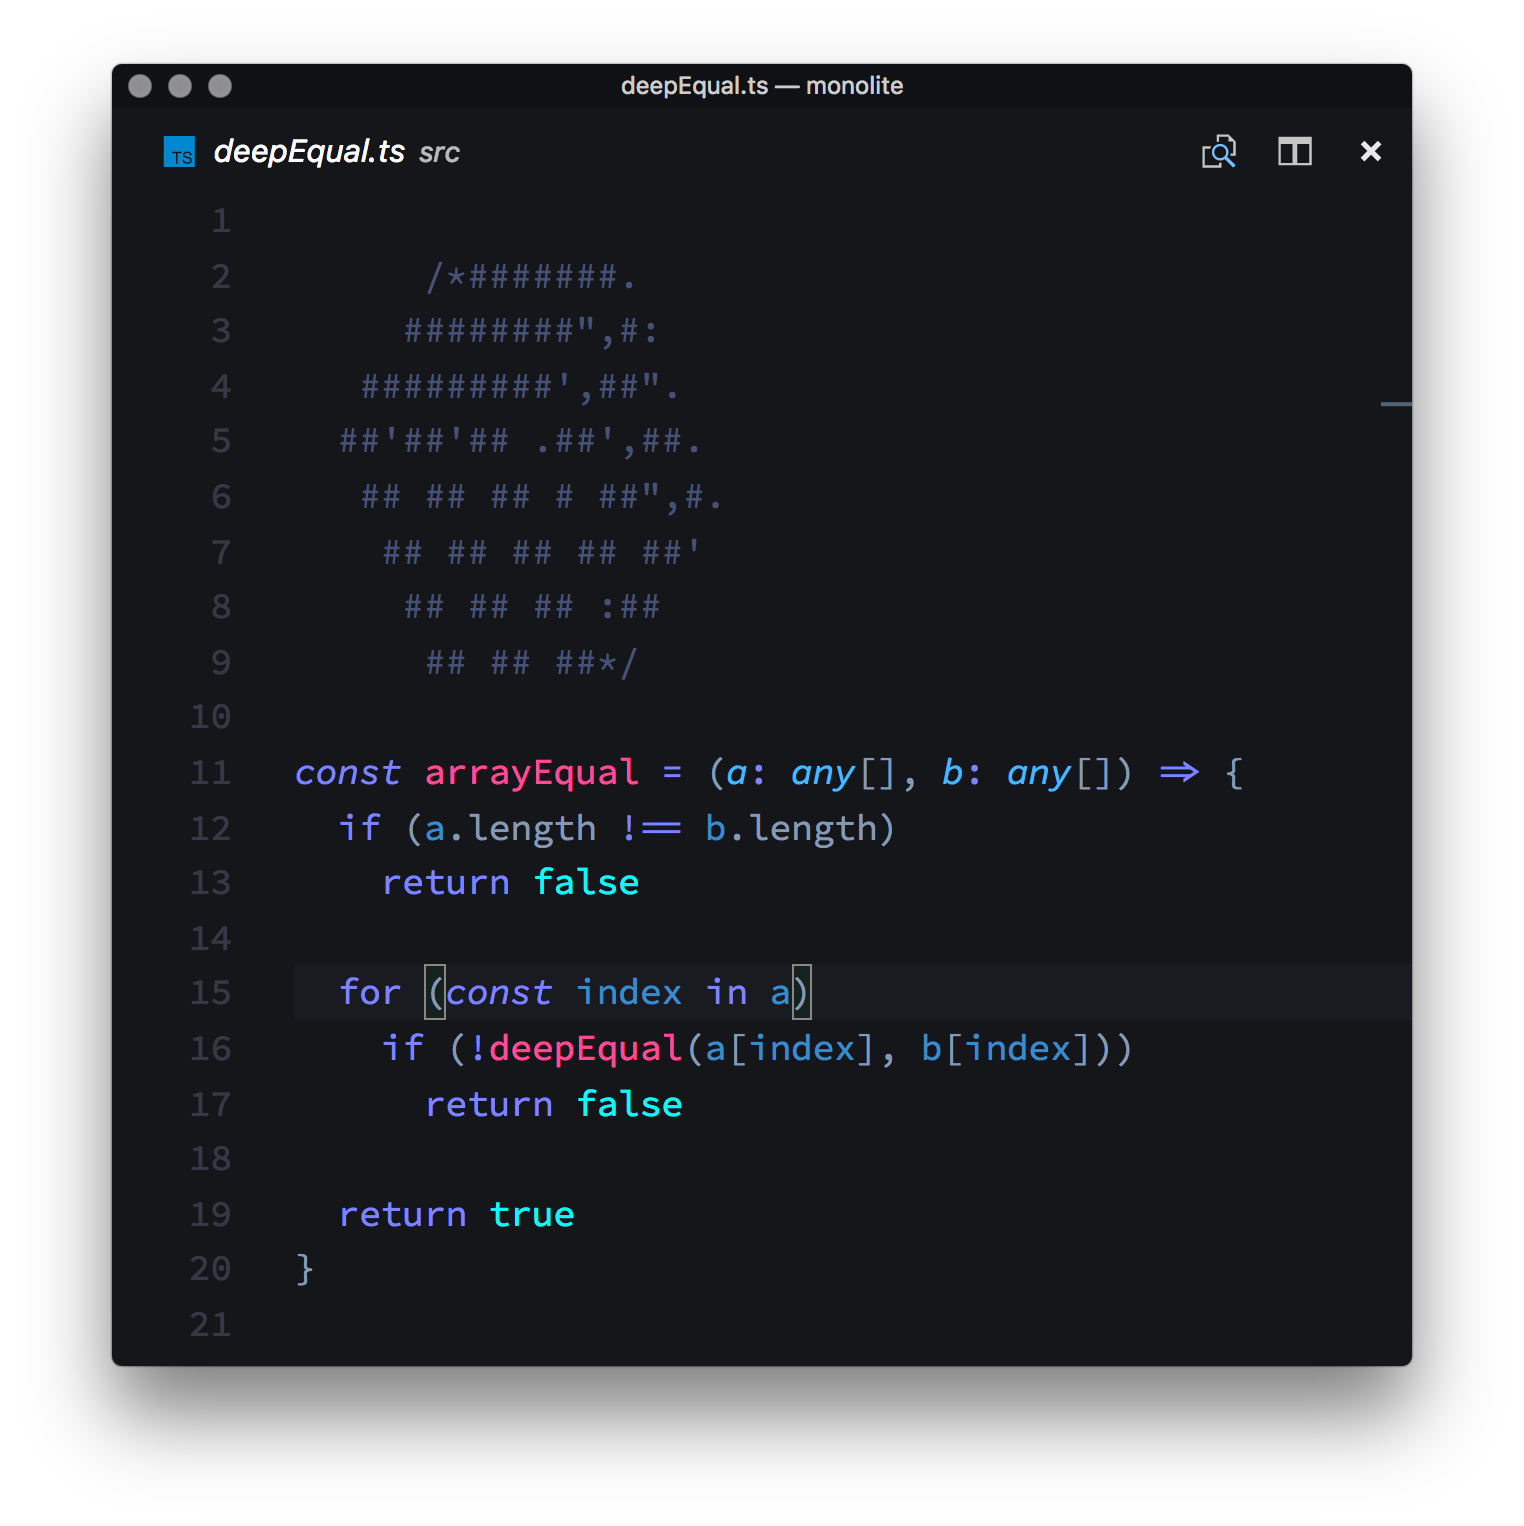 deepEqual.ts — monolite
TS deepEqual.ts src
1
2 /*#######.
3 ########",#:
4 #########',##".
5 ##'##'## .##',##.
6 ## ## ## # ##",#.
7 ## ## ## ## ##'
8 ## ## ## :##
9 ## ## ##*/
10
11 const arrayEqual = (a: any[], b: any[]) => {
12 if (a.length !== b.length)
13 return false
14
15 for (const index in a)
16 if (!deepEqual(a[index], b[index]))
17 return false
18
19 return true
20 }
21